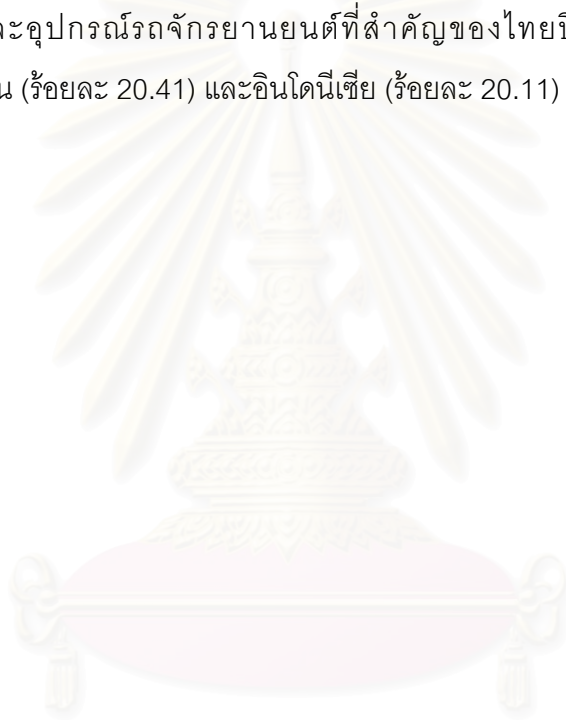 ละอุปกรณ์รถจักรยานยนต์ที่สำคัญของไทยปี
น (ร้อยละ 20.41) และอินโดนีเซีย (ร้อยละ 20.11)